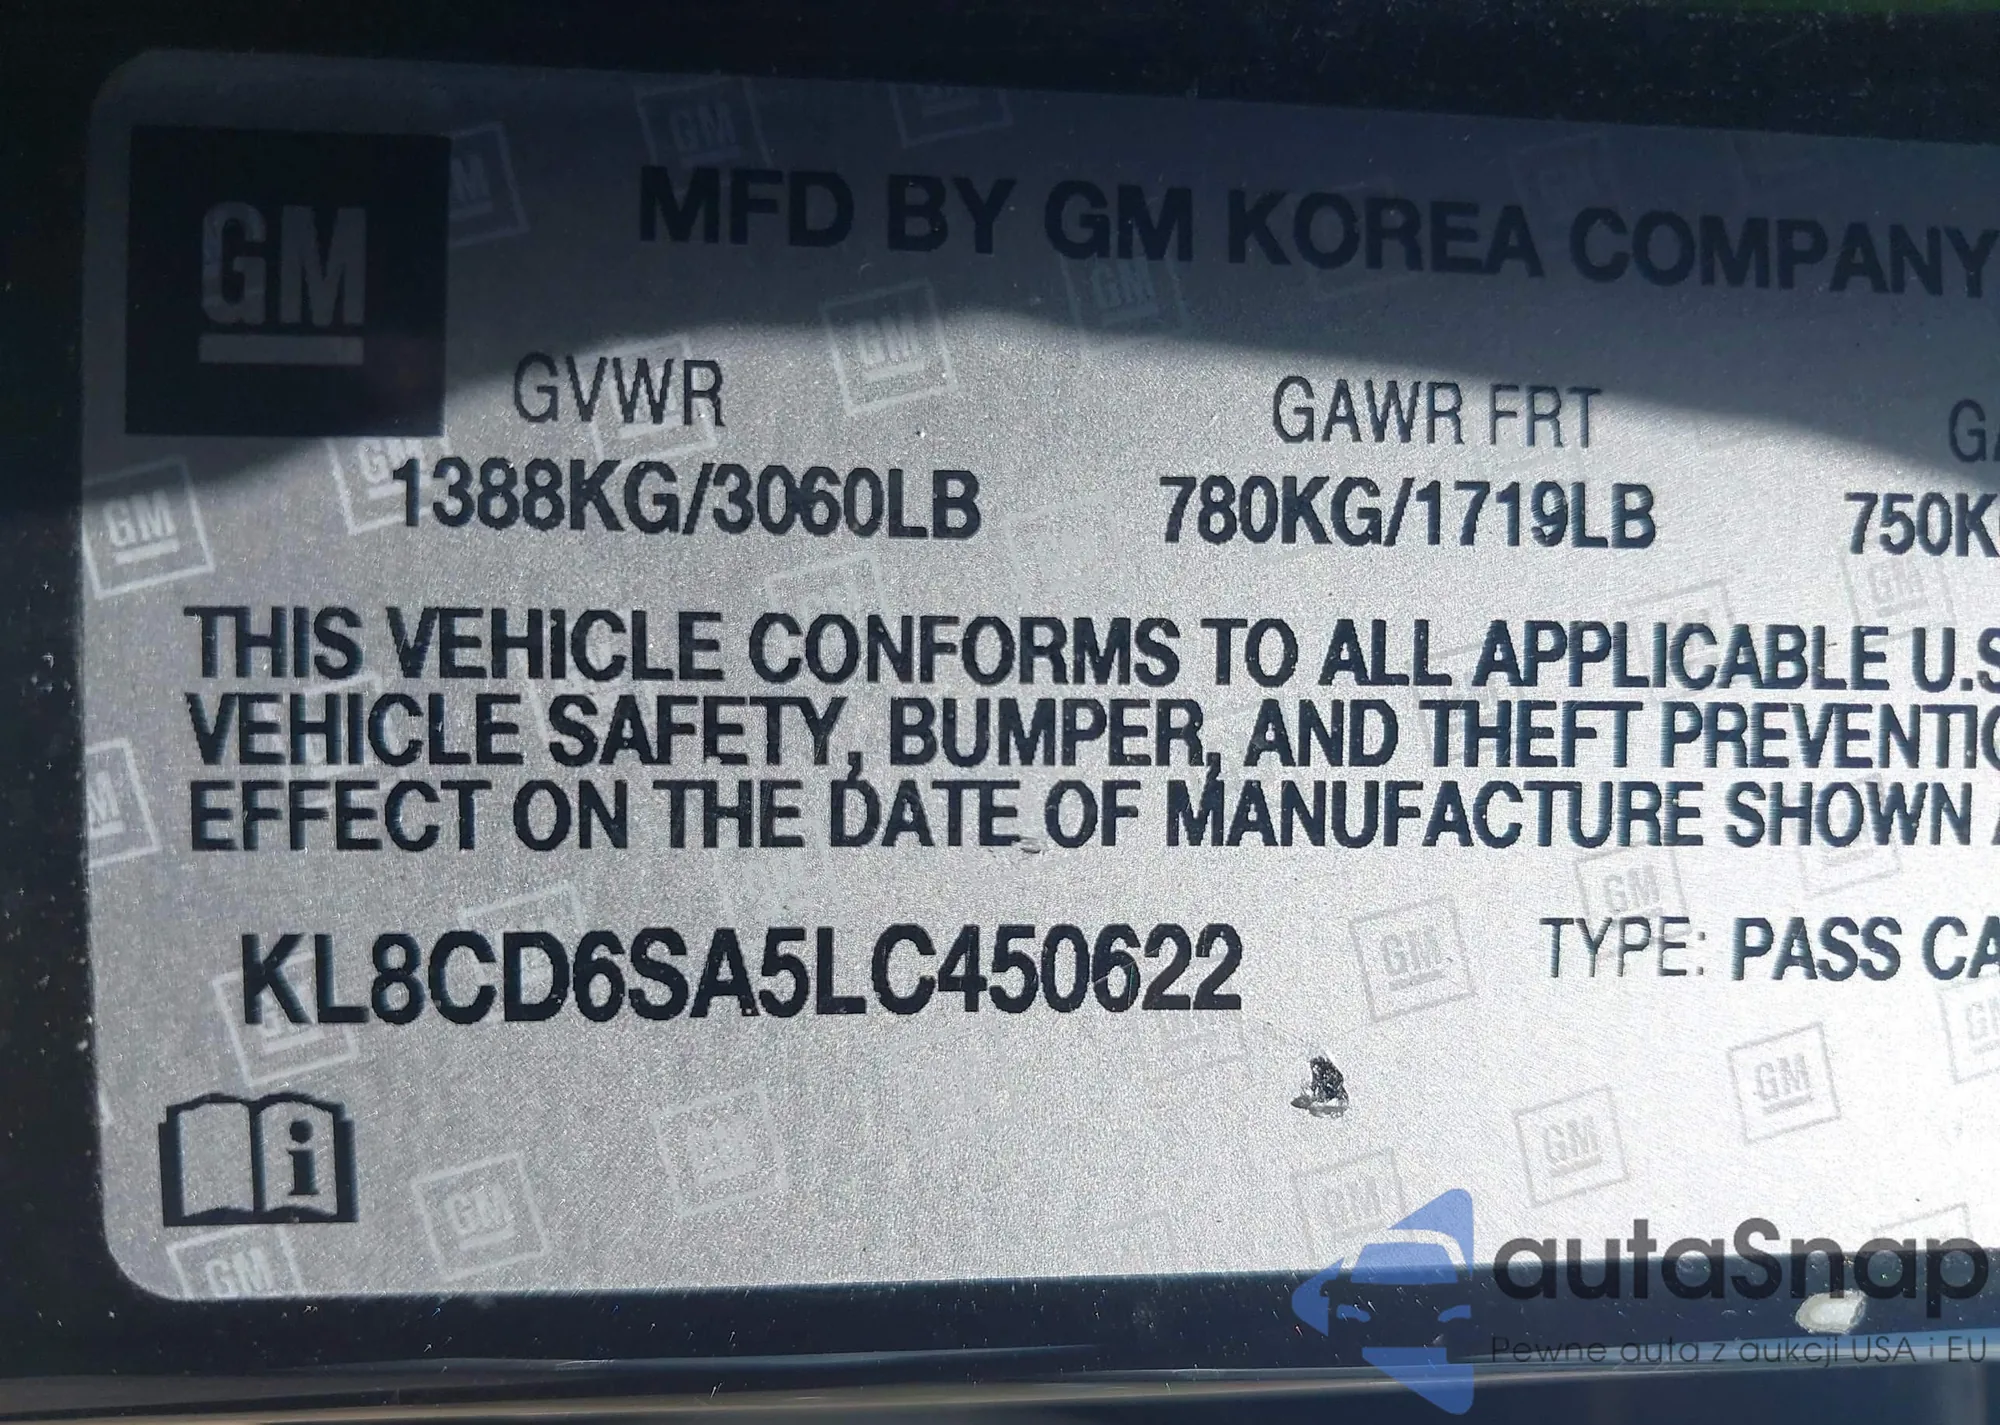 GM
MFD BY GM KOREA COMPANY
GVWR GAWR FRT
1388KG/3060LB 780KG/1719LB 750K
THIS VEHICLE CONFORMS TO ALL APPLICABLE U.S
VEHICLE SAFETY, BUMPER, AND THEFT PREVENTIO
EFFECT ON THE DATE OF MANUFACTURE SHOWN A
KL8CD6SA5LC450622 TYPE: PASS CA
autaSnap
Pewne auta z aukcji USA i EU